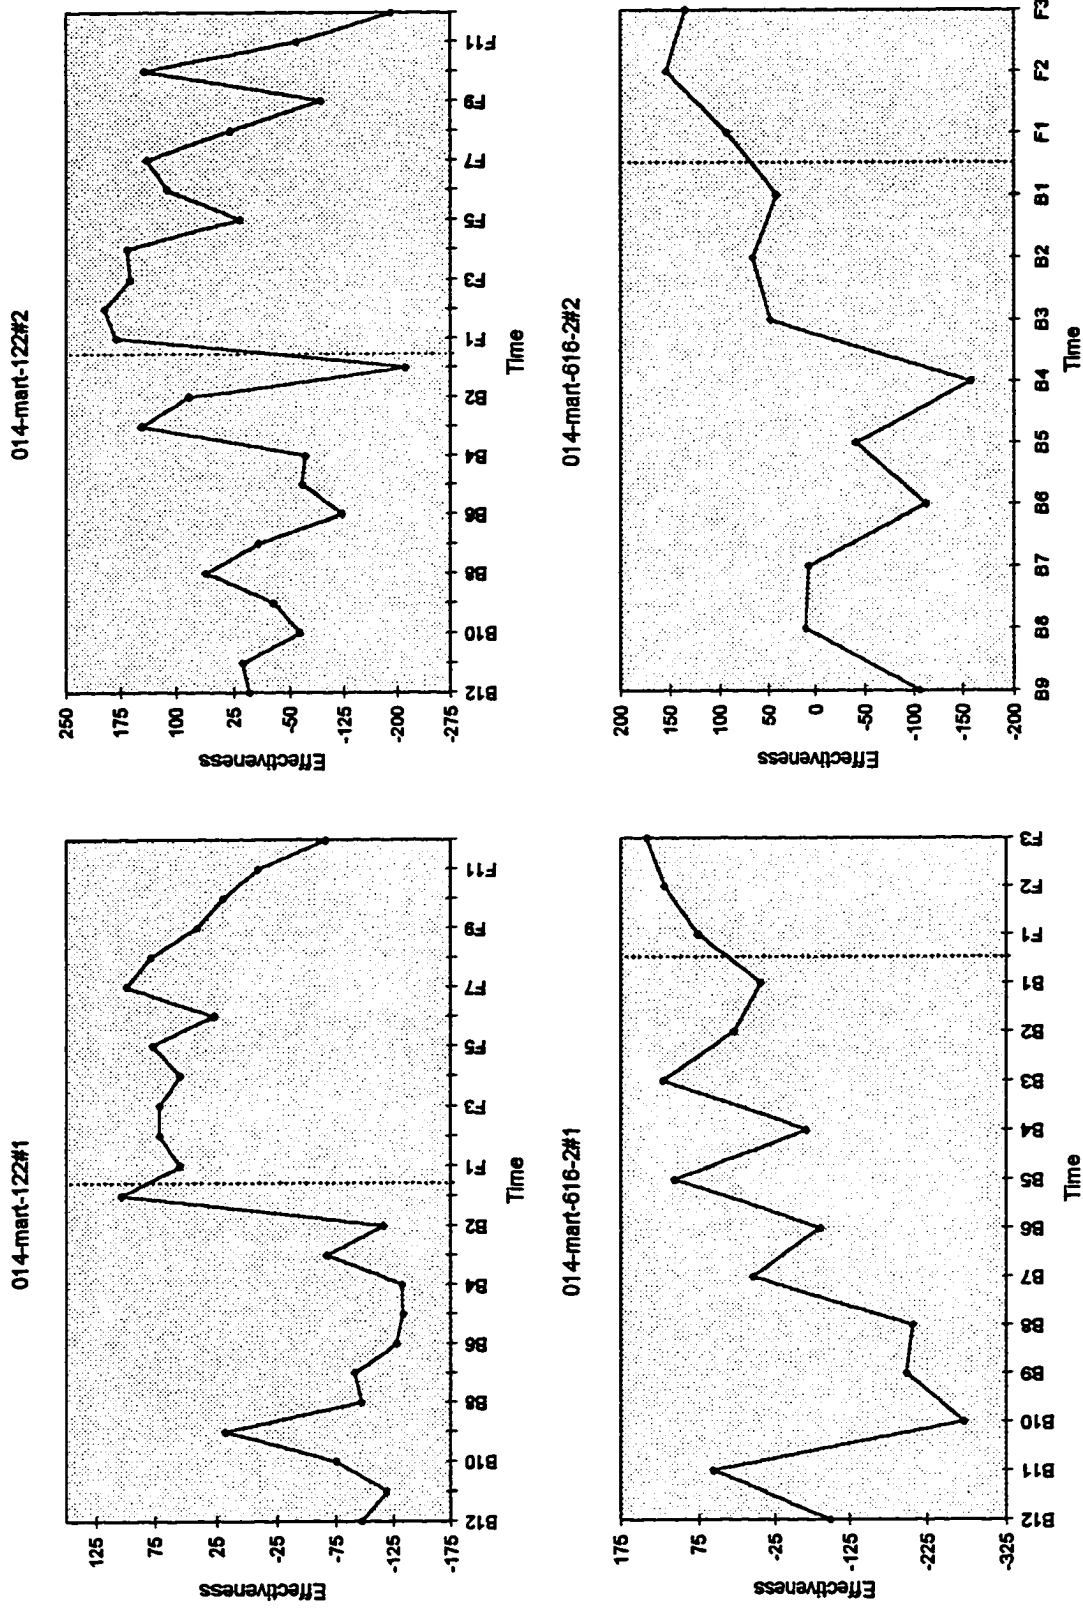 014-mart-122#1
Effectiveness
125
75
25
-25
-75
-125
-175
B12
B10
B8
B6
B4
B2
F1
F3
F5
F7
F9
F11
Time
014-mart-122#2
Effectiveness
250
175
100
25
-50
-125
-200
-275
B12
B10
B8
B6
B4
B2
F1
F3
F5
F7
F9
F11
Time
014-mart-616-2#1
Effectiveness
175
75
-25
-125
-225
-325
B12
B11
B10
B9
B8
B7
B6
B5
B4
B3
B2
B1
F1
F2
F3
Time
014-mart-616-2#2
Effectiveness
200
150
100
50
0
-50
-100
-150
-200
B9
B8
B7
B6
B5
B4
B3
B2
B1
F1
F2
F3
Time